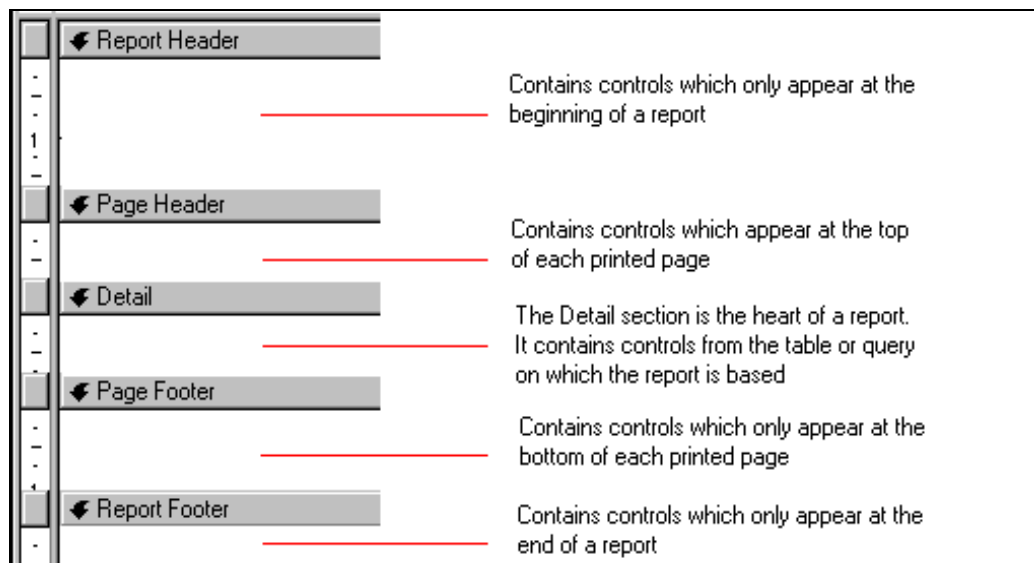 Report Header
Contains controls which only appear at the
beginning of a report
1
Page Header
Contains controls which appear at the top
of each printed page
Detail
The Detail section is the heart of a report.
It contains controls from the table or query
on which the report is based
Page Footer
Contains controls which only appear at the
bottom of each printed page
Report Footer
Contains controls which only appear at the
end of a report